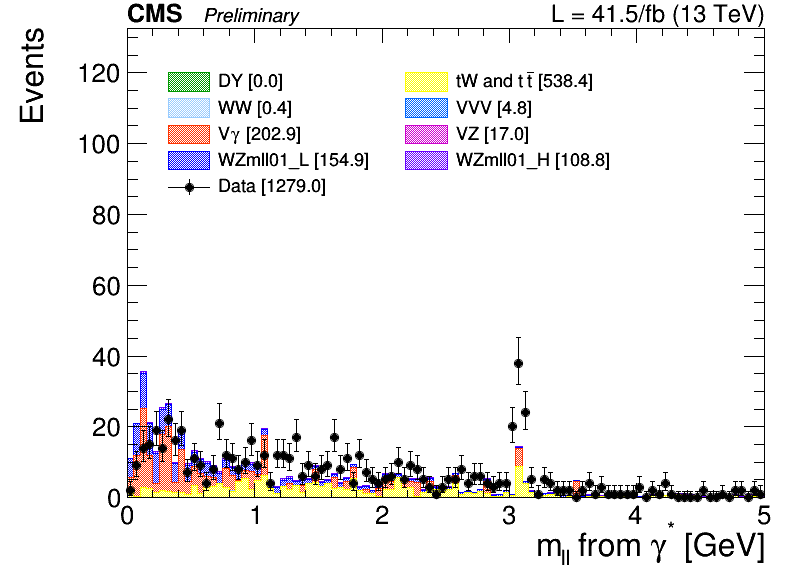 CMS Preliminary L = 41.5/fb (13 TeV)
Events
120
100
80
60
40
20
0
DY [0.0]
tW and tt̅ [538.4]
WW [0.4]
VVV [4.8]
Vγ [202.9]
VZ [17.0]
WZmll01_L [154.9]
WZmll01_H [108.8]
Data [1279.0]
0 1 2 3 4 5
m_ll from γ* [GeV]